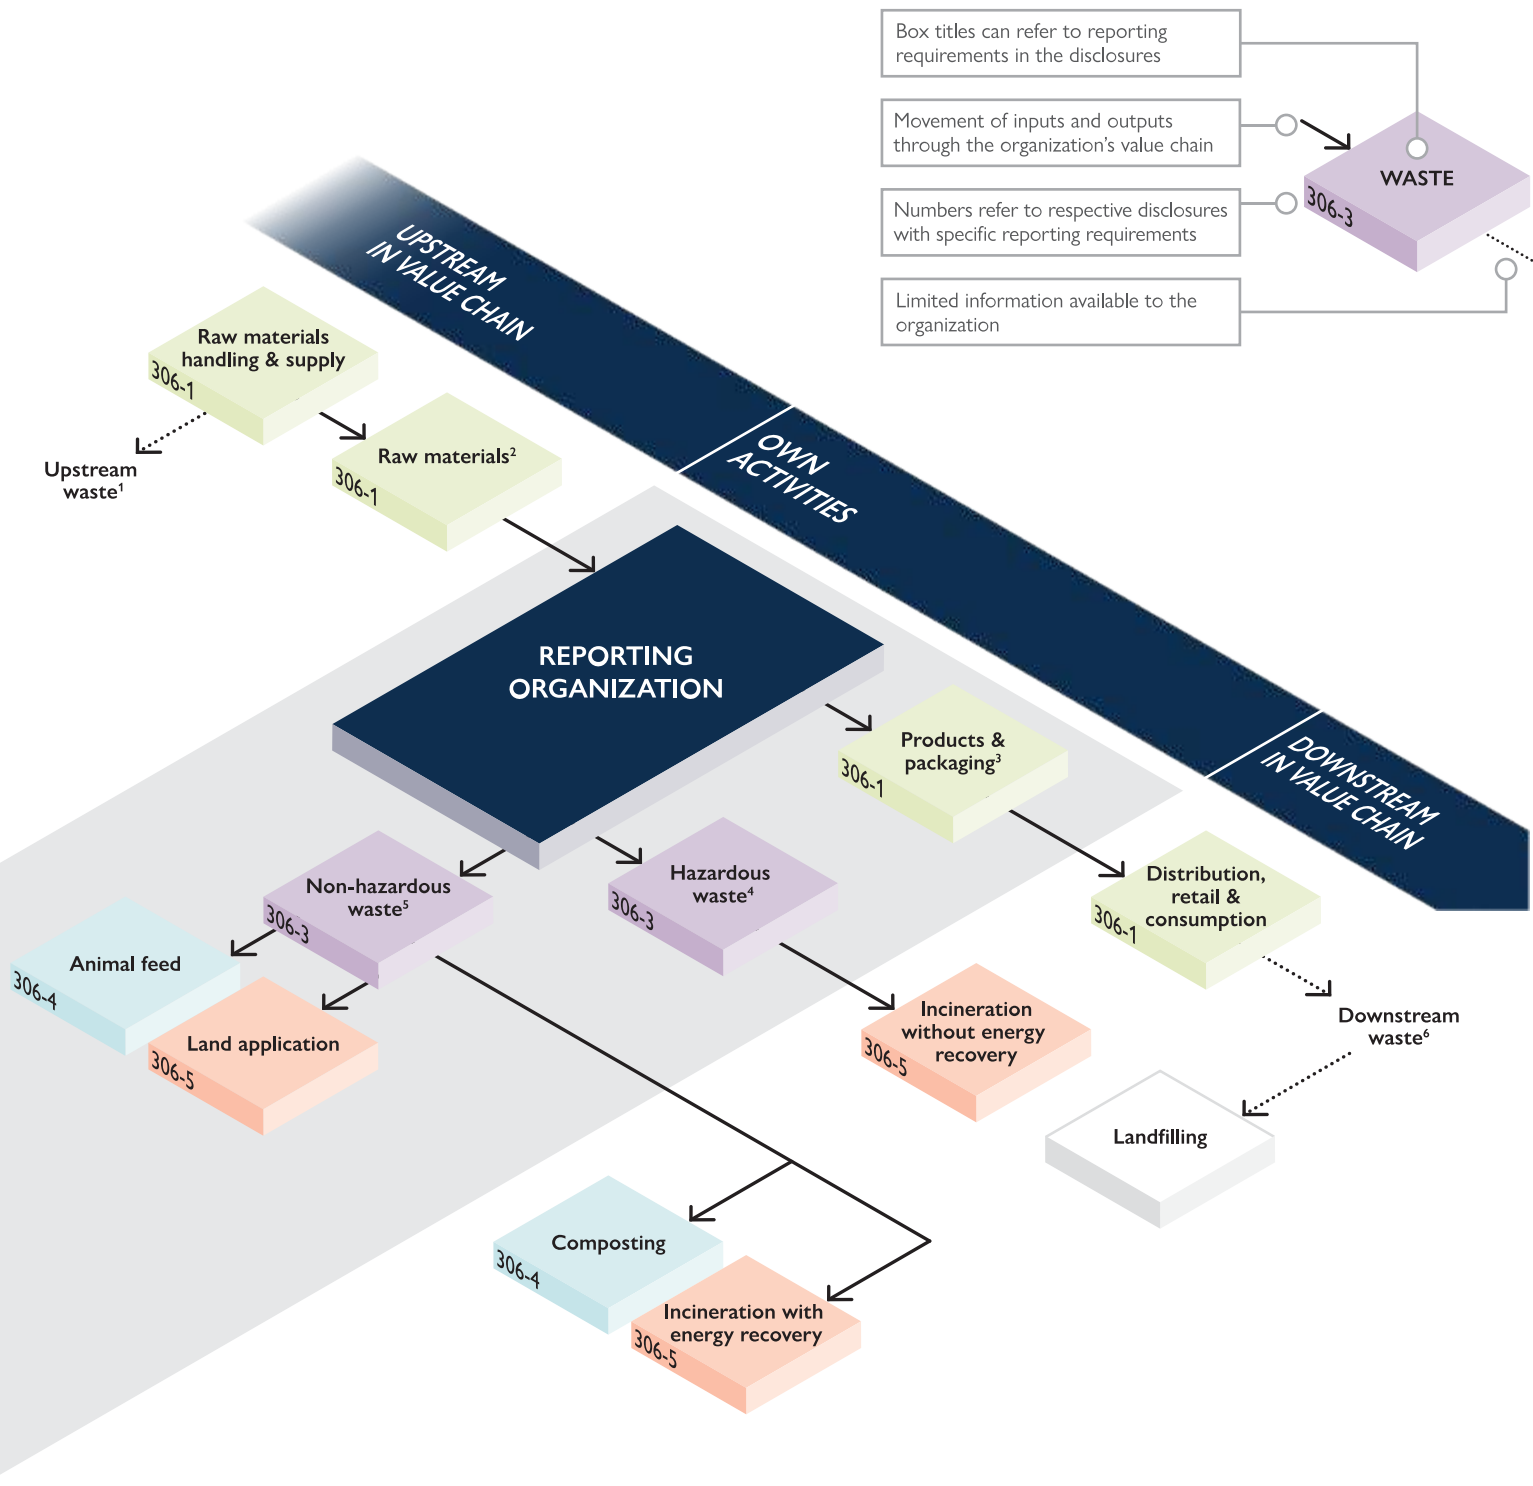 Box titles can refer to reporting
requirements in the disclosures
Movement of inputs and outputs
through the organization’s value chain
Numbers refer to respective disclosures
with specific reporting requirements
Limited information available to the
organization
WASTE
306-3
UPSTREAM
IN VALUE CHAIN
OWN
ACTIVITIES
DOWNSTREAM
IN VALUE CHAIN
Raw materials
handling & supply
306-1
Upstream
waste¹
Raw materials²
306-1
REPORTING
ORGANIZATION
Products &
packaging³
306-1
Non-hazardous
waste⁵
306-3
Hazardous
waste⁴
306-3
Distribution,
retail &
consumption
306-1
Animal feed
306-4
Land application
306-5
Incineration
without energy
recovery
306-5
Downstream
waste⁶
Landfilling
Composting
306-4
Incineration with
energy recovery
306-5